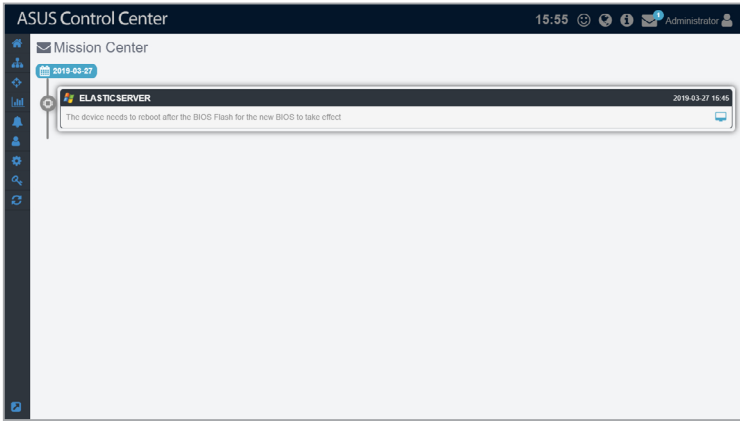 ASUS Control Center
15:55
1
Administrator
Mission Center
2019-03-27
ELASTICSERVER
2019-03-27 15:45
The device needs to reboot after the BIOS Flash for the new BIOS to take effect